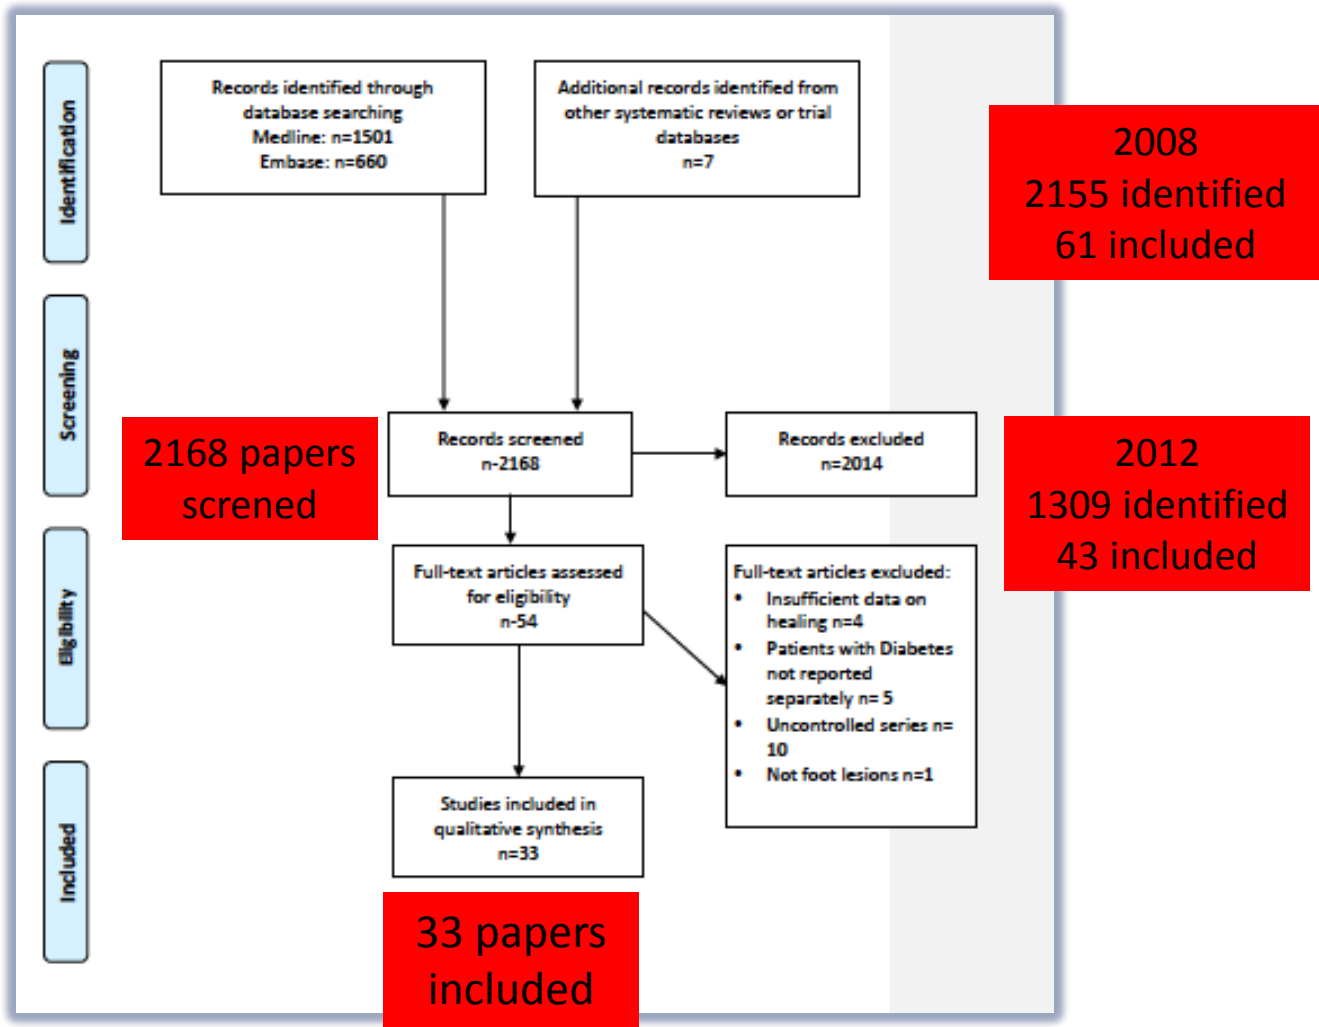 Identification
Records identified through
database searching
Medline: n=1501
Embase: n=660
Additional records identified from
other systematic reviews or trial
databases
n=7
2008
2155 identified
61 included
Screening
2168 papers
screned
Records screened
n-2168
Records excluded
n=2014
2012
1309 identified
43 included
Eligibility
Full-text articles assessed
for eligibility
n-54
Full-text articles excluded:
• Insufficient data on
healing n=4
• Patients with Diabetes
not reported
separately n= 5
• Uncontrolled series n=
10
• Not foot lesions n=1
Included
Studies included in
qualitative synthesis
n=33
33 papers
included